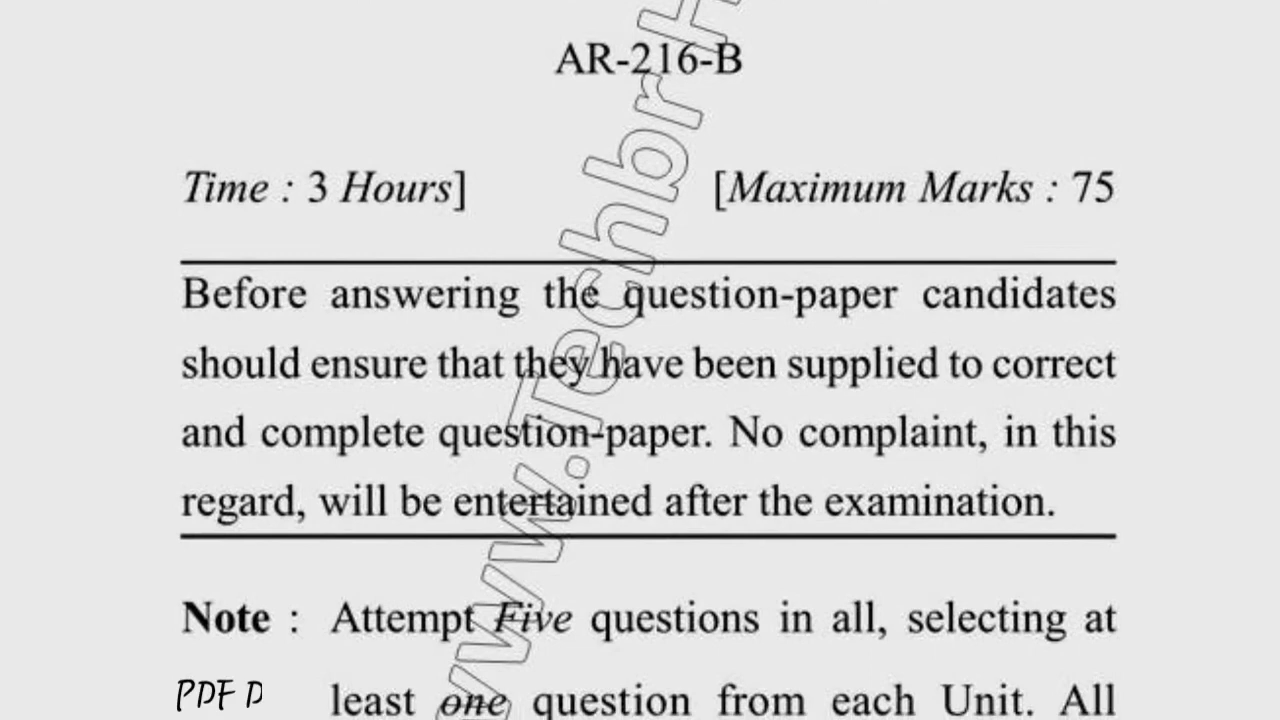 AR-216-B
Time : 3 Hours] [Maximum Marks : 75
Before answering the question-paper candidates
should ensure that they have been supplied to correct
and complete question-paper. No complaint, in this
regard, will be entertained after the examination.
Note : Attempt Five questions in all, selecting at
least one question from each Unit. All
PDF D
www.Techbr H